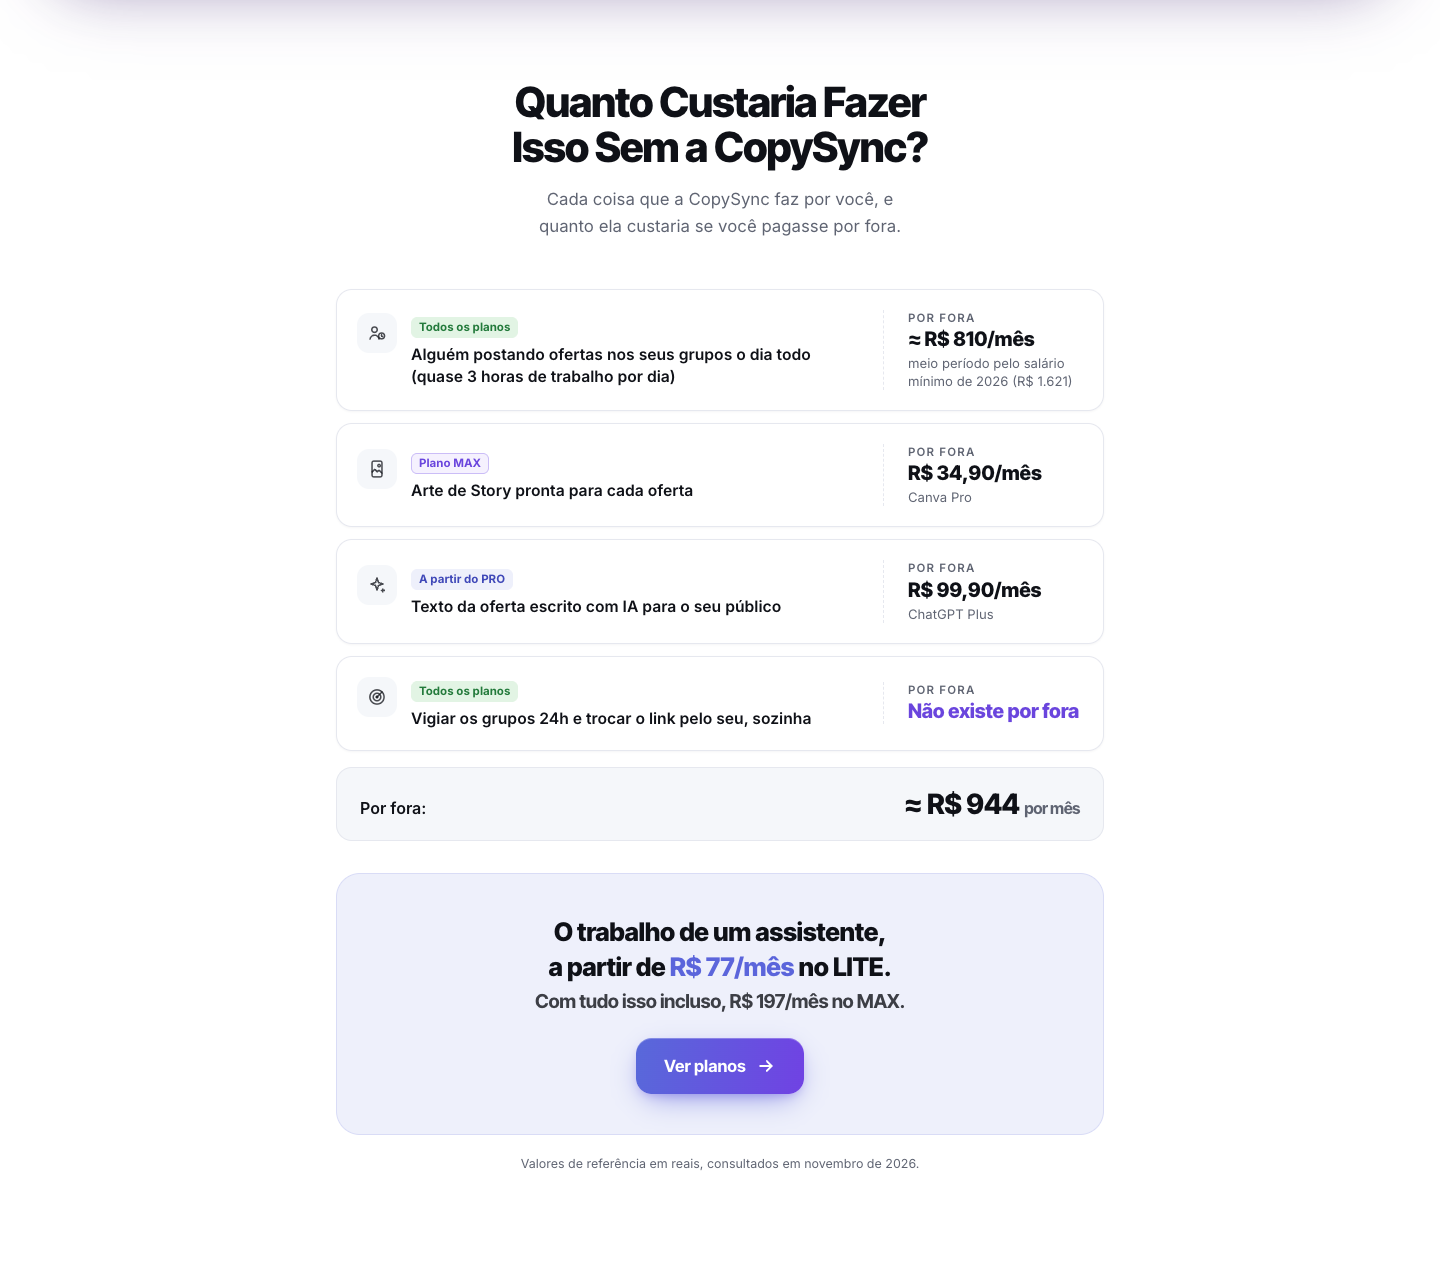 Quanto Custaria Fazer
Isso Sem a CopySync?
Cada coisa que a CopySync faz por você, e
quanto ela custaria se você pagasse por fora.
Todos os planos
Alguém postando ofertas nos seus grupos o dia todo
(quase 3 horas de trabalho por dia)
POR FORA
≈ R$ 810/mês
meio período pelo salário
mínimo de 2026 (R$ 1.621)
Plano MAX
Arte de Story pronta para cada oferta
POR FORA
R$ 34,90/mês
Canva Pro
A partir do PRO
Texto da oferta escrito com IA para o seu público
POR FORA
R$ 99,90/mês
ChatGPT Plus
Todos os planos
Vigiar os grupos 24h e trocar o link pelo seu, sozinha
POR FORA
Não existe por fora
Por fora:
≈ R$ 944 por mês
O trabalho de um assistente,
a partir de R$ 77/mês no LITE.
Com tudo isso incluso, R$ 197/mês no MAX.
Ver planos →
Valores de referência em reais, consultados em novembro de 2026.